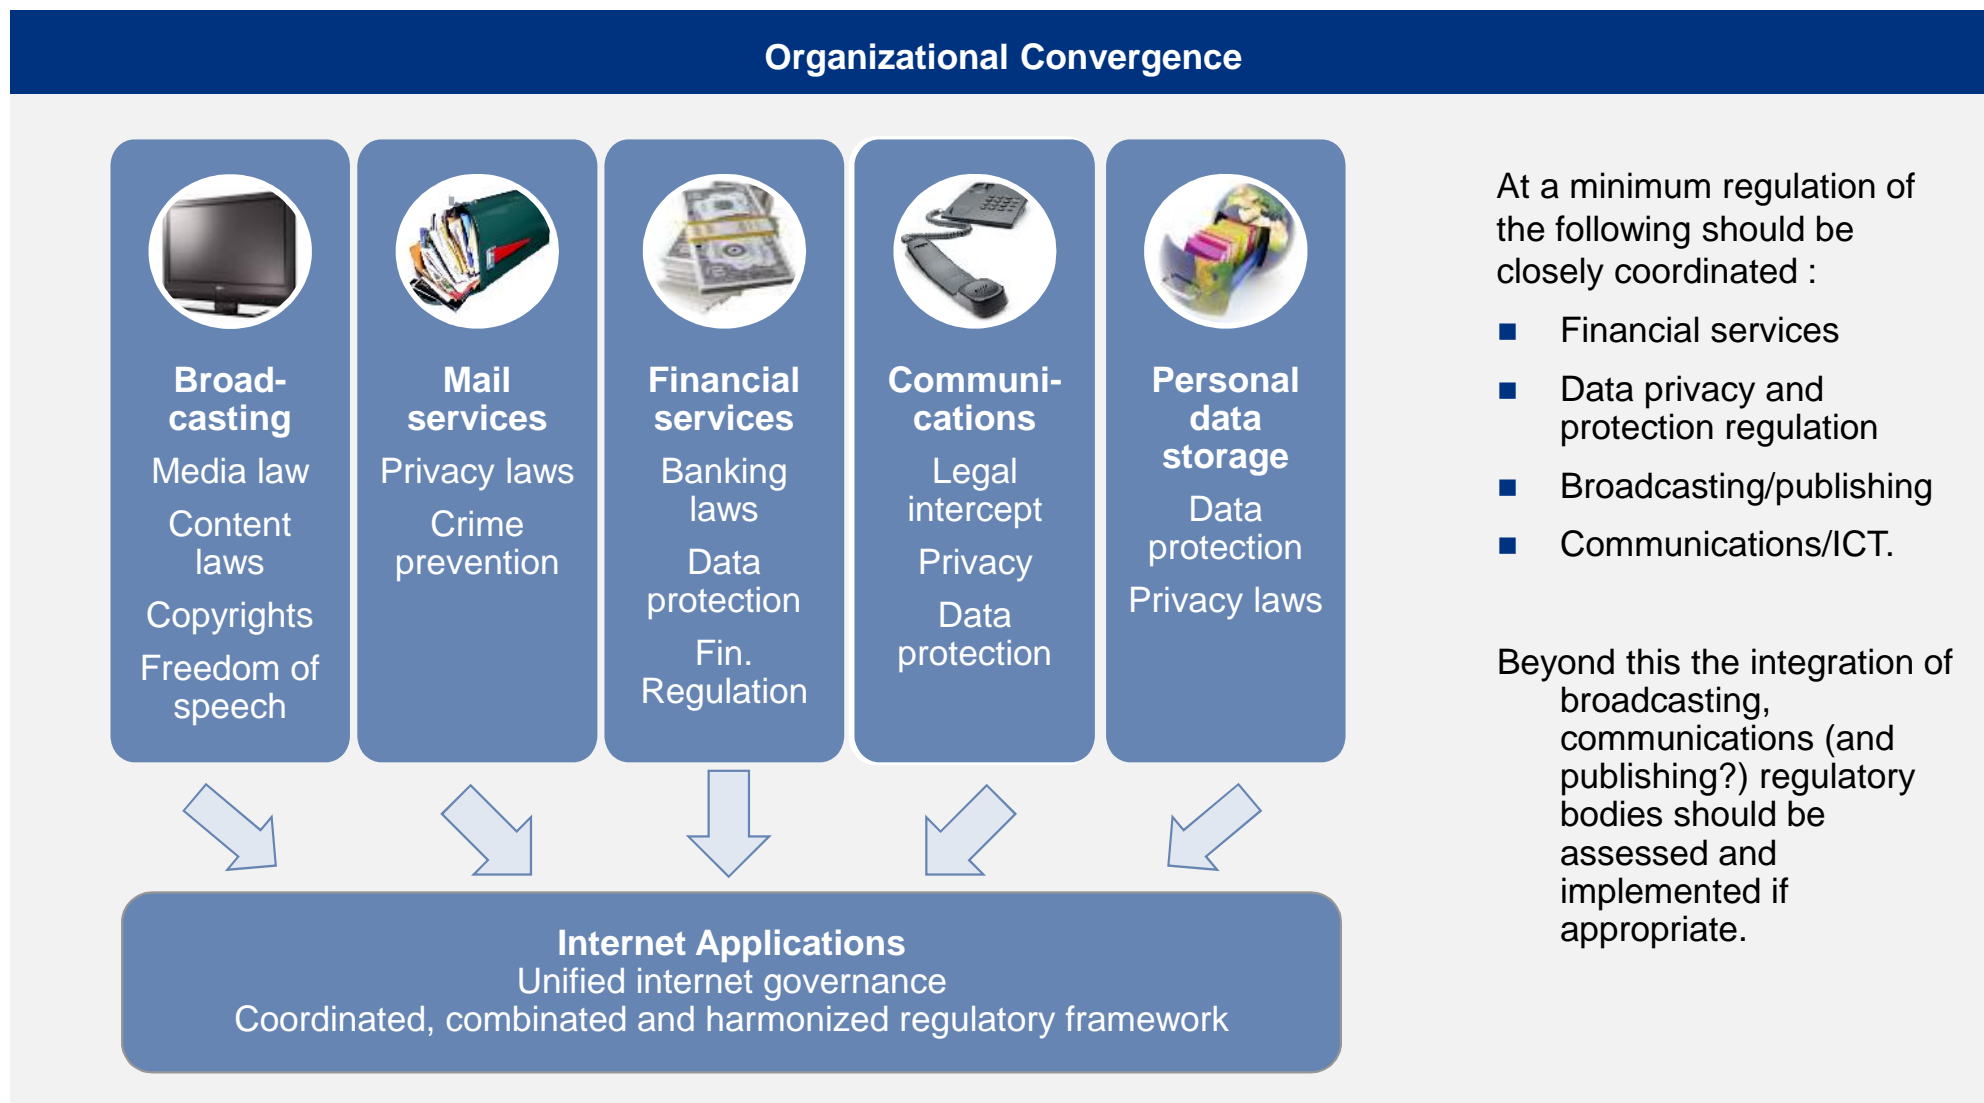 Organizational Convergence
Broad-
casting
Media law
Content
laws
Copyrights
Freedom of
speech
Mail
services
Privacy laws
Crime
prevention
Financial
services
Banking
laws
Data
protection
Fin.
Regulation
Communi-
cations
Legal
intercept
Privacy
Data
protection
Personal
data
storage
Data
protection
Privacy laws
Internet Applications
Unified internet governance
Coordinated, combinated and harmonized regulatory framework
At a minimum regulation of
the following should be
closely coordinated :
■ Financial services
■ Data privacy and
protection regulation
■ Broadcasting/publishing
■ Communications/ICT.
Beyond this the integration of
broadcasting,
communications (and
publishing?) regulatory
bodies should be
assessed and
implemented if
appropriate.